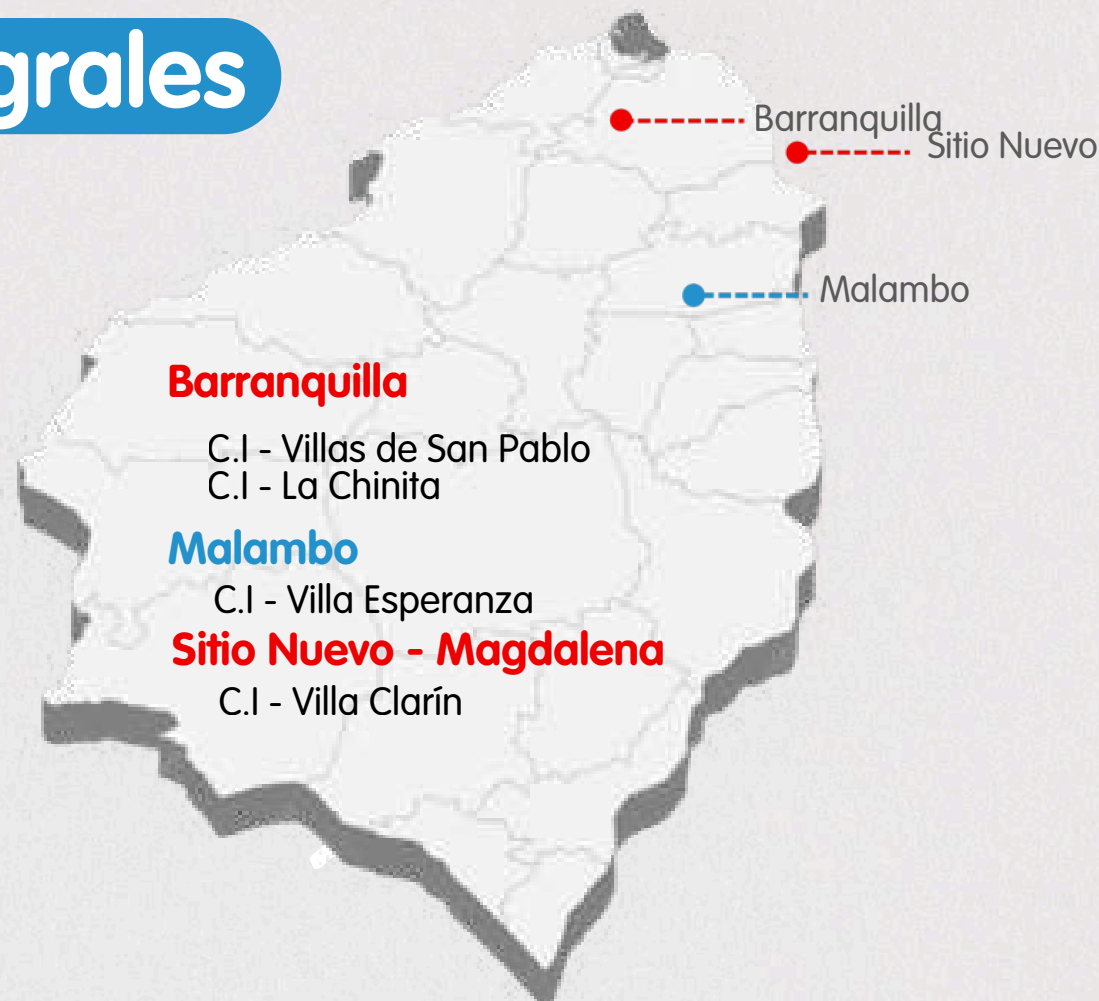 grales
Barranquilla
Sitio Nuevo
Malambo
Barranquilla
C.I - Villas de San Pablo
C.I - La Chinita
Malambo
C.I - Villa Esperanza
Sitio Nuevo - Magdalena
C.I - Villa Clarín